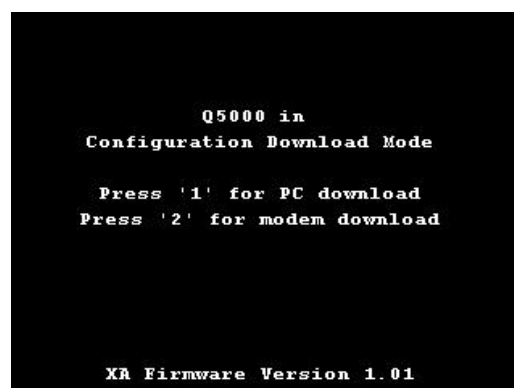 Q5000 in
Configuration Download Mode
Press '1' for PC download
Press '2' for modem download
XA Firmware Version 1.01